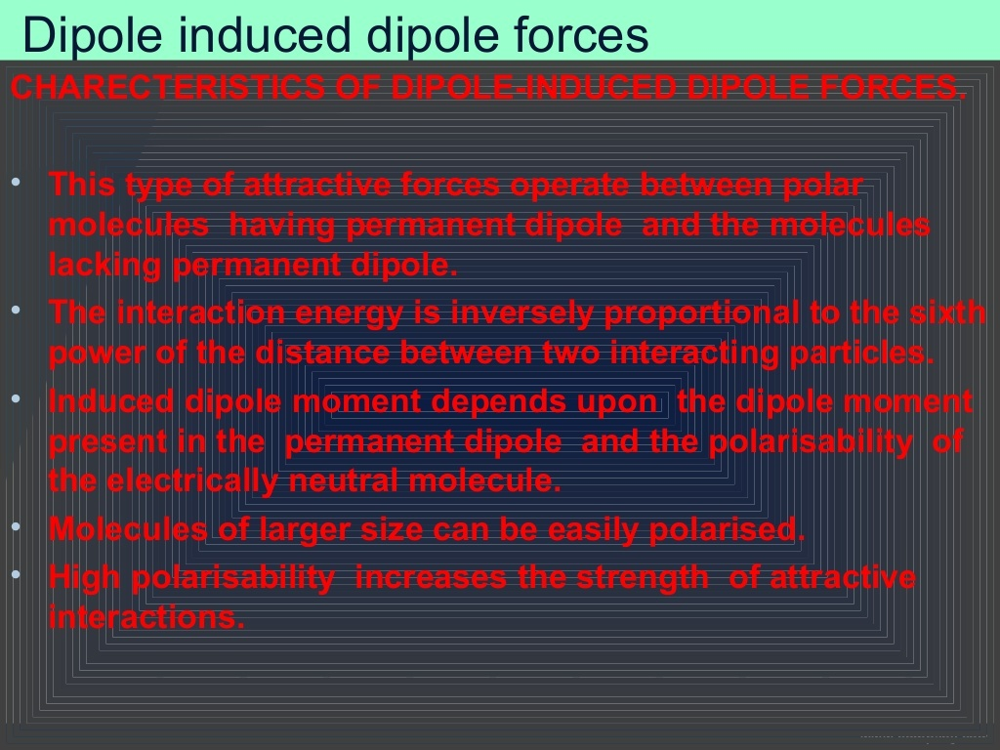 Dipole induced dipole forces
CHARECTERISTICS OF DIPOLE-INDUCED DIPOLE FORCES.
• This type of attractive forces operate between polar
molecules having permanent dipole and the molecules
lacking permanent dipole.
• The interaction energy is inversely proportional to the sixth
power of the distance between two interacting particles.
• Induced dipole moment depends upon the dipole moment
present in the permanent dipole and the polarisability of
the electrically neutral molecule.
• Molecules of larger size can be easily polarised.
• High polarisability increases the strength of attractive
interactions.